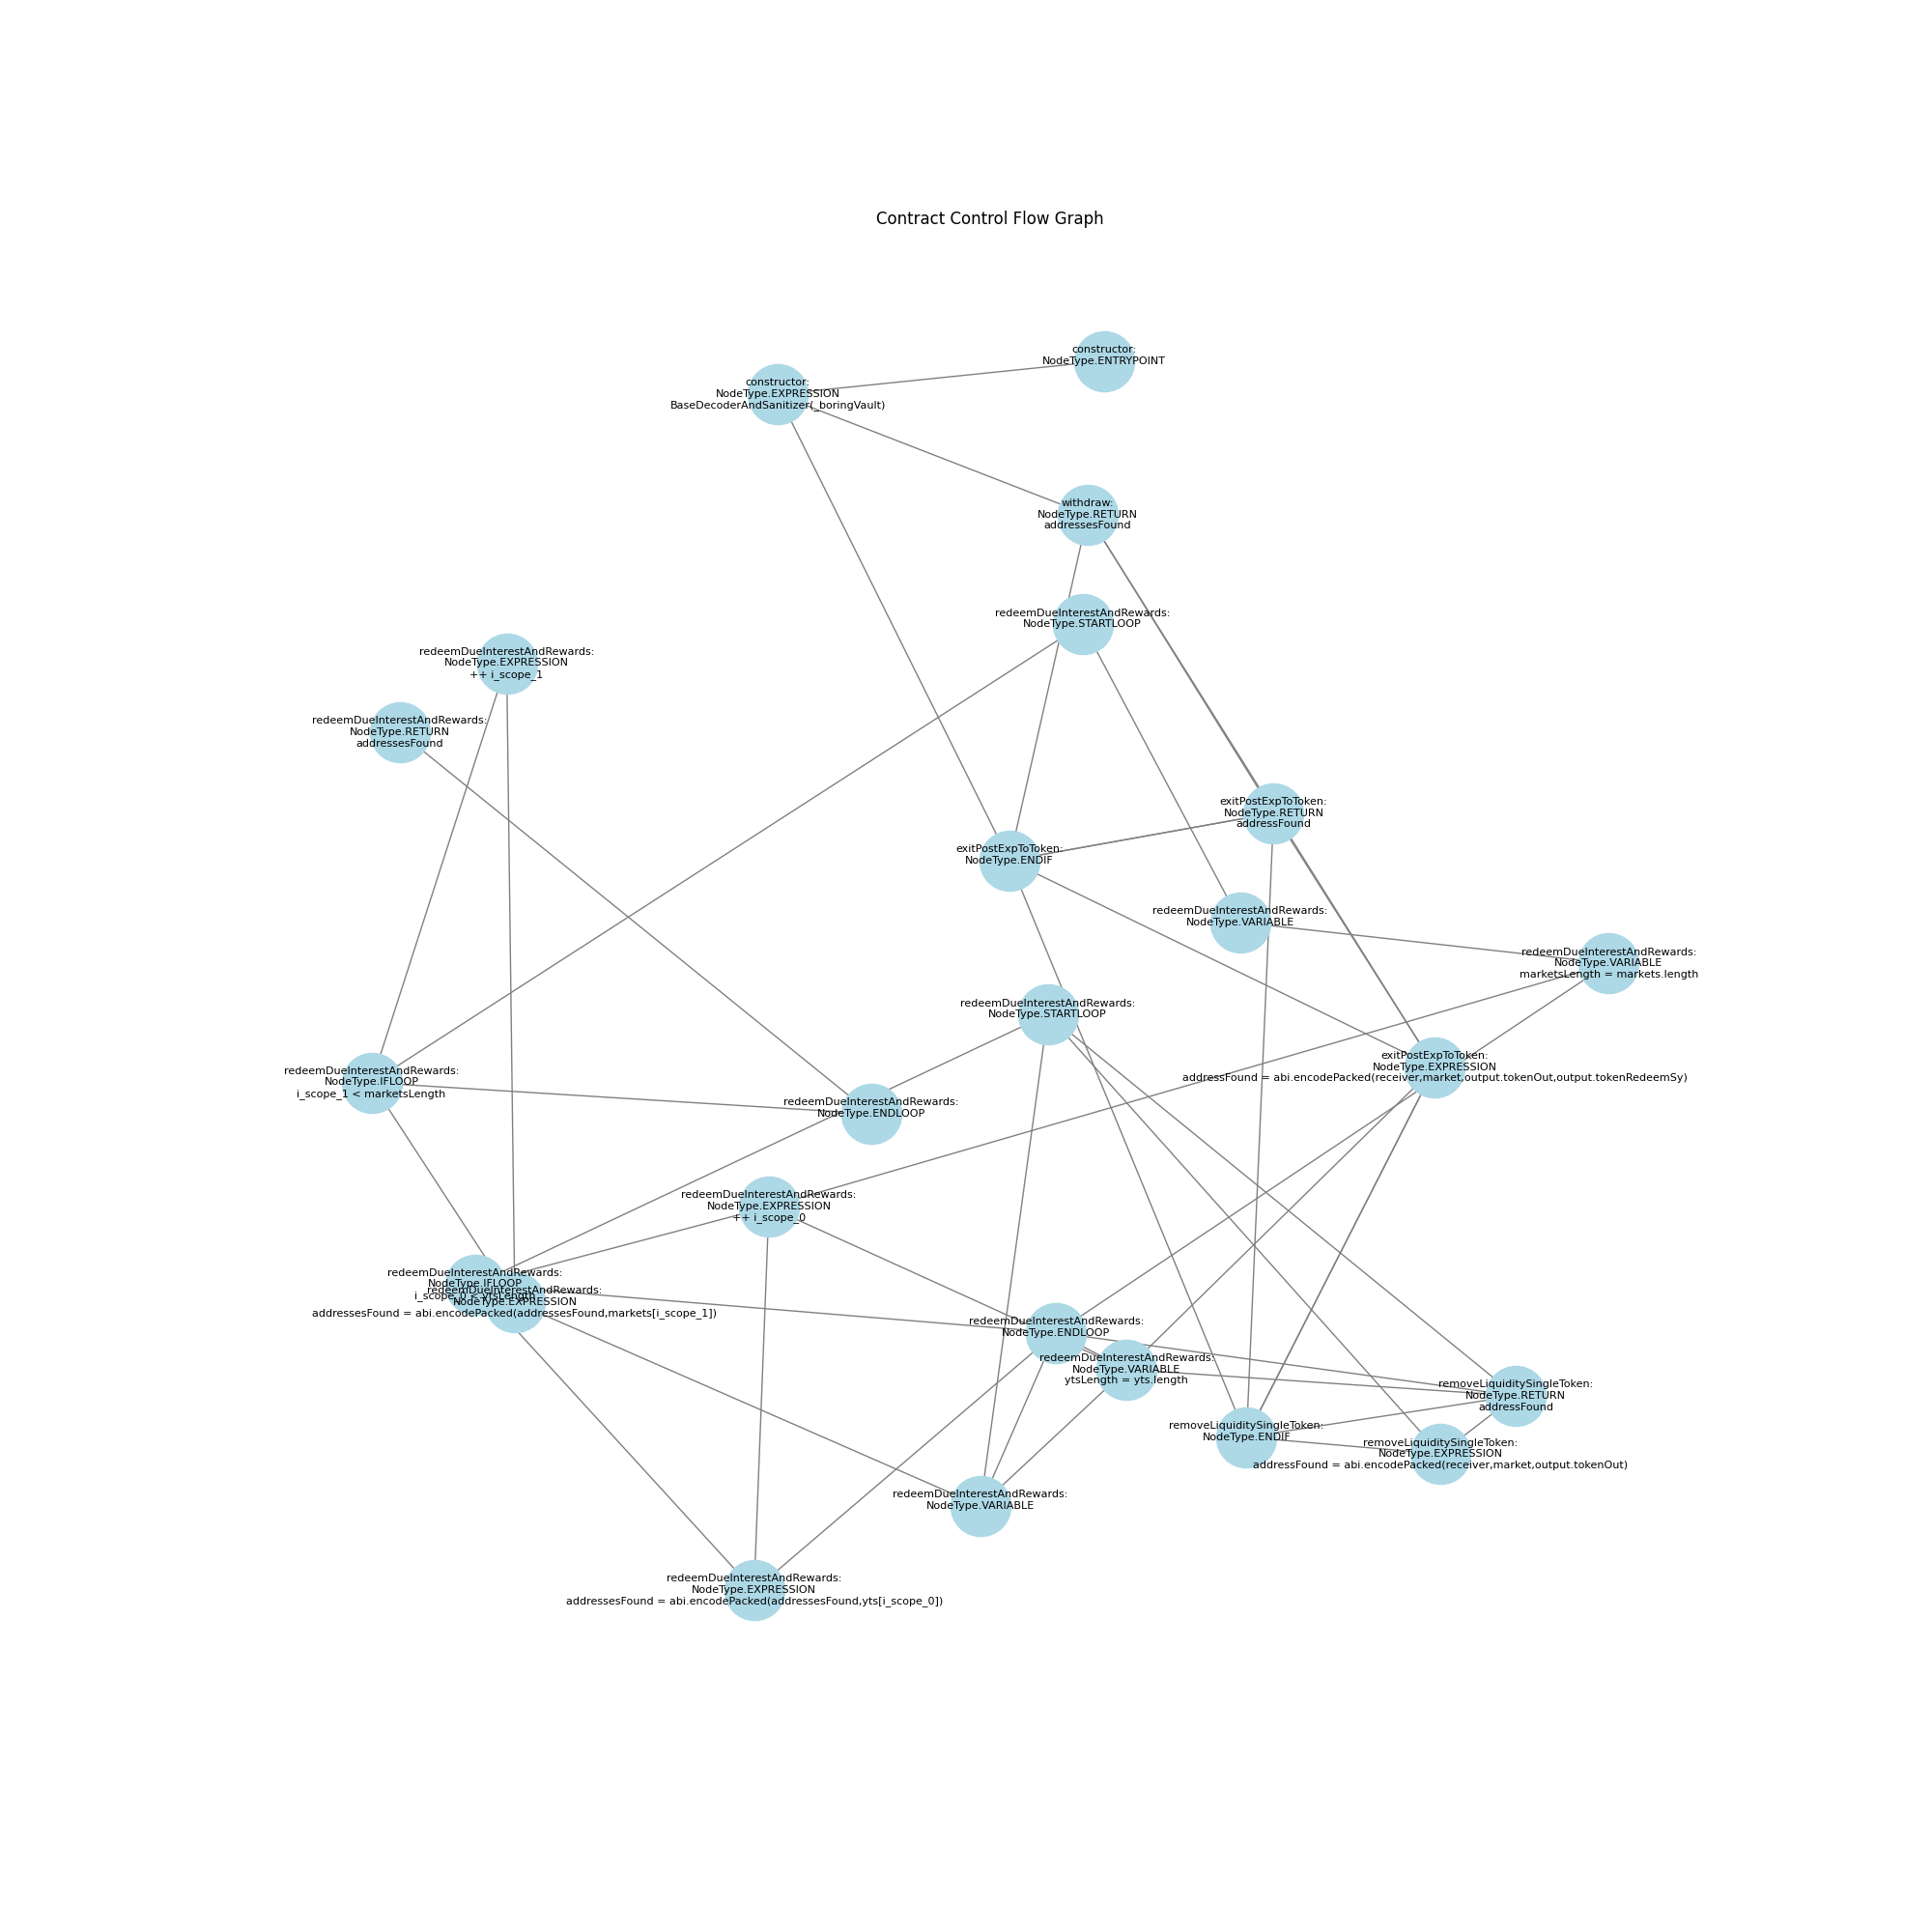 Contract Control Flow Graph
constructor:
NodeType.ENTRYPOINT
constructor:
NodeType.EXPRESSION
BaseDecoderAndSanitizer(_boringVault)
withdraw:
NodeType.RETURN
addressesFound
redeemDueInterestAndRewards:
NodeType.STARTLOOP
redeemDueInterestAndRewards:
NodeType.EXPRESSION
++ i_scope_1
redeemDueInterestAndRewards:
NodeType.RETURN
addressesFound
exitPostExpToToken:
NodeType.RETURN
addressFound
exitPostExpToToken:
NodeType.ENDIF
redeemDueInterestAndRewards:
NodeType.VARIABLE
redeemDueInterestAndRewards:
NodeType.VARIABLE
marketsLength = markets.length
redeemDueInterestAndRewards:
NodeType.STARTLOOP
exitPostExpToToken:
NodeType.EXPRESSION
addressFound = abi.encodePacked(receiver,market,output.tokenOut,output.tokenRedeemSy)
redeemDueInterestAndRewards:
NodeType.IFLOOP
i_scope_1 < marketsLength
redeemDueInterestAndRewards:
NodeType.ENDLOOP
redeemDueInterestAndRewards:
NodeType.EXPRESSION
++ i_scope_0
redeemDueInterestAndRewards:
NodeType.IFLOOP
i_scope_0 < ytsLength
redeemDueInterestAndRewards:
NodeType.EXPRESSION
addressesFound = abi.encodePacked(addressesFound,markets[i_scope_1])
redeemDueInterestAndRewards:
NodeType.ENDLOOP
redeemDueInterestAndRewards:
NodeType.VARIABLE
ytsLength = yts.length
removeLiquiditySingleToken:
NodeType.RETURN
addressFound
removeLiquiditySingleToken:
NodeType.ENDIF
removeLiquiditySingleToken:
NodeType.EXPRESSION
addressFound = abi.encodePacked(receiver,market,output.tokenOut)
redeemDueInterestAndRewards:
NodeType.VARIABLE
redeemDueInterestAndRewards:
NodeType.EXPRESSION
addressesFound = abi.encodePacked(addressesFound,yts[i_scope_0])